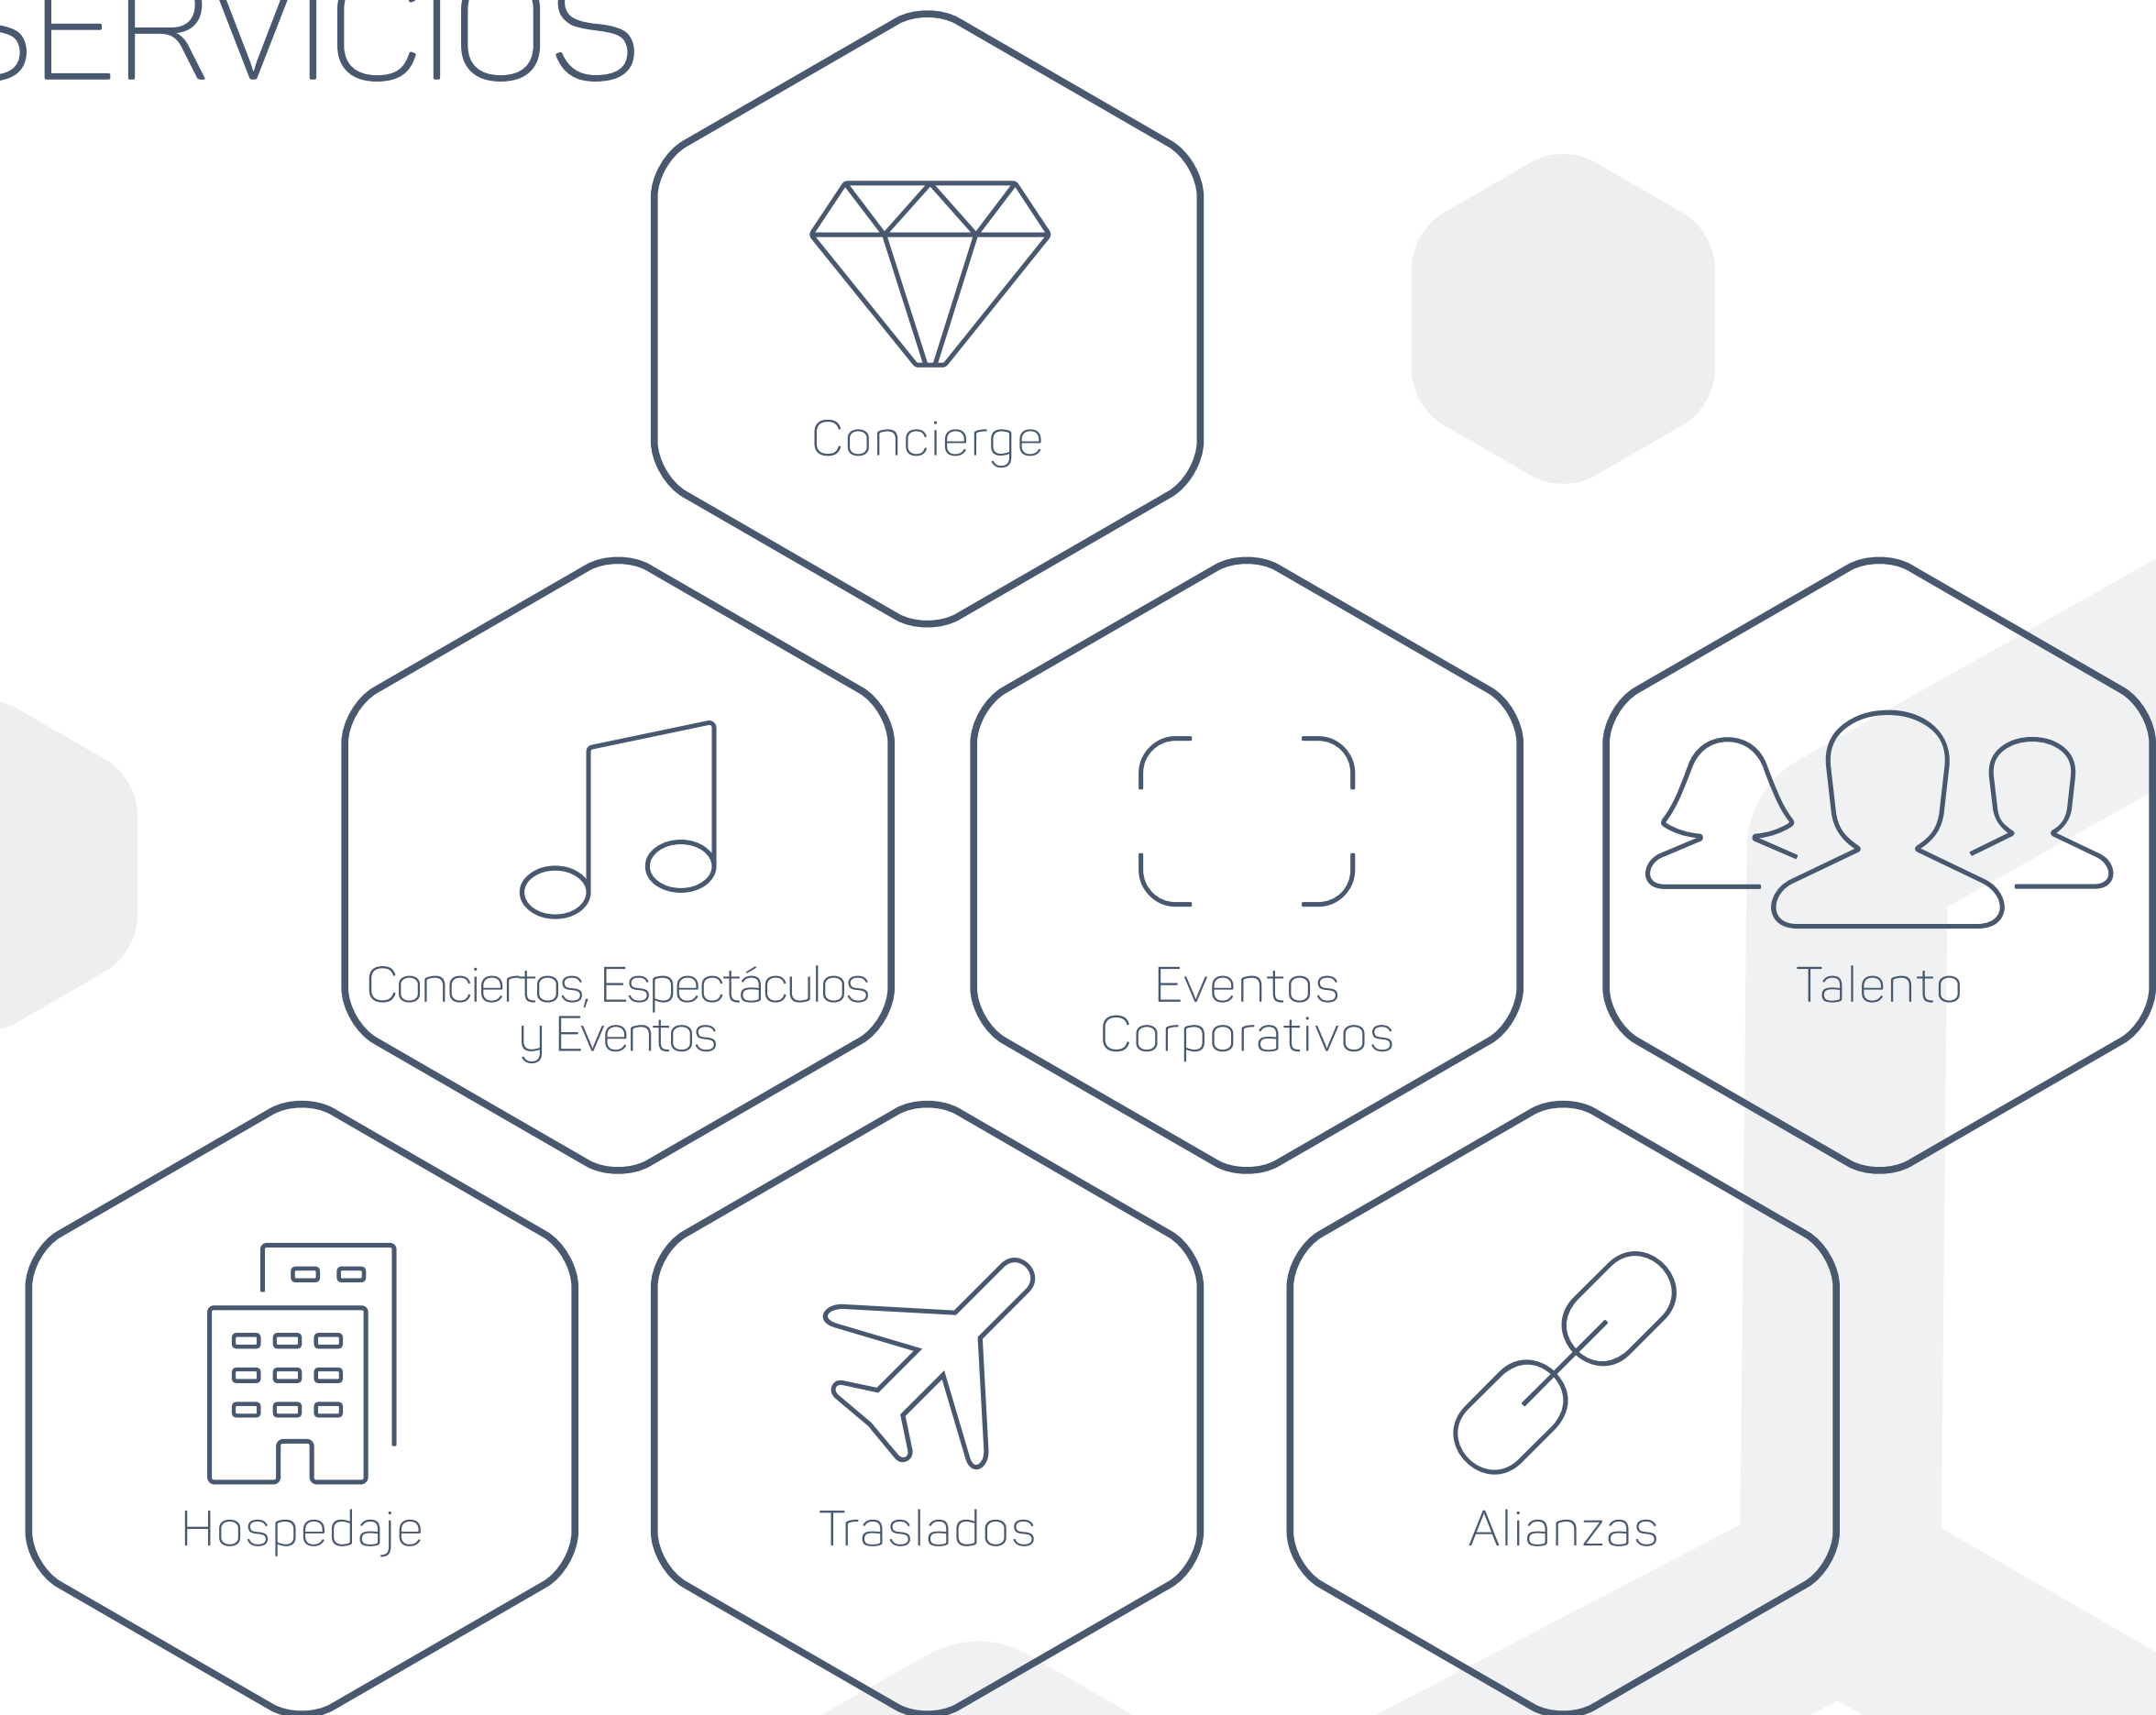 SERVICIOS
Concierge
Conciertos Espectáculos
y Eventos
Eventos
Corporativos
Talento
Hospedaje
Traslados
Alianzas